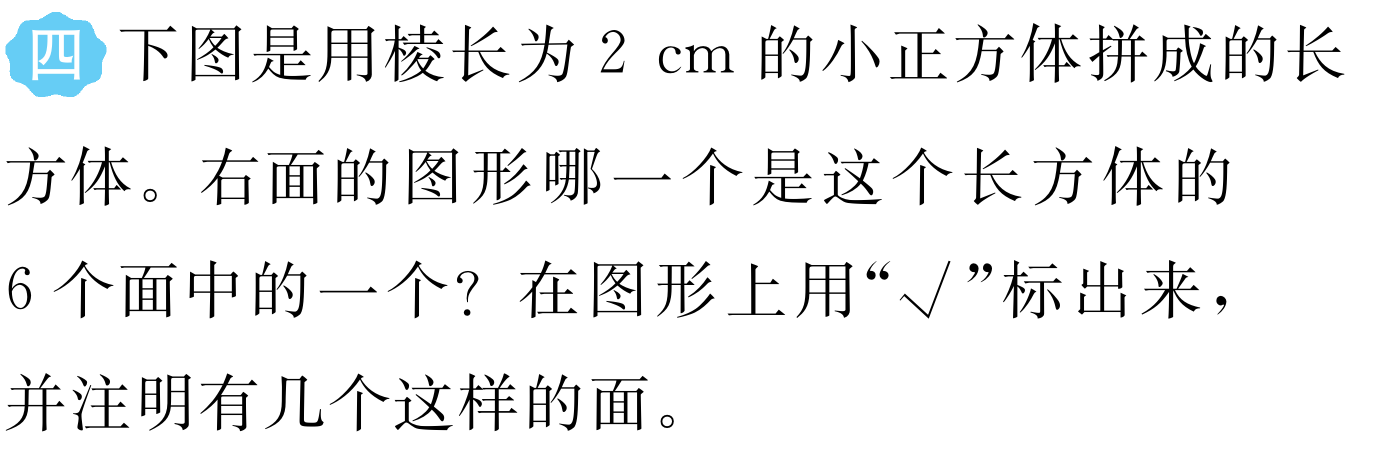 四 下图是用棱长为 2 cm 的小正方体拼成的长
方体。右面的图形哪一个是这个长方体的
6 个面中的一个？在图形上用“√”标出来，
并注明有几个这样的面。